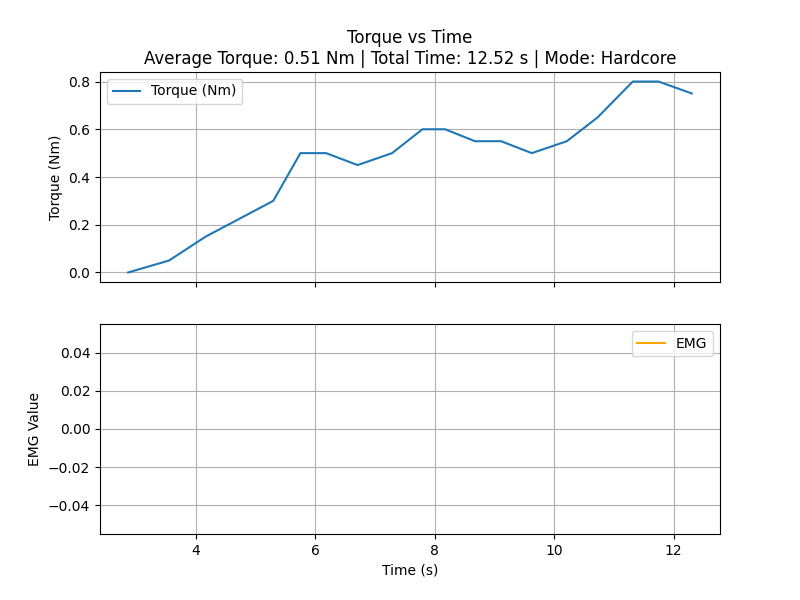 Torque vs Time
Average Torque: 0.51 Nm | Total Time: 12.52 s | Mode: Hardcore
Torque (Nm)
0.8
0.6
0.4
0.2
0.0
Torque (Nm)
EMG
0.04
0.02
0.00
−0.02
−0.04
EMG Value
4 6 8 10 12
Time (s)